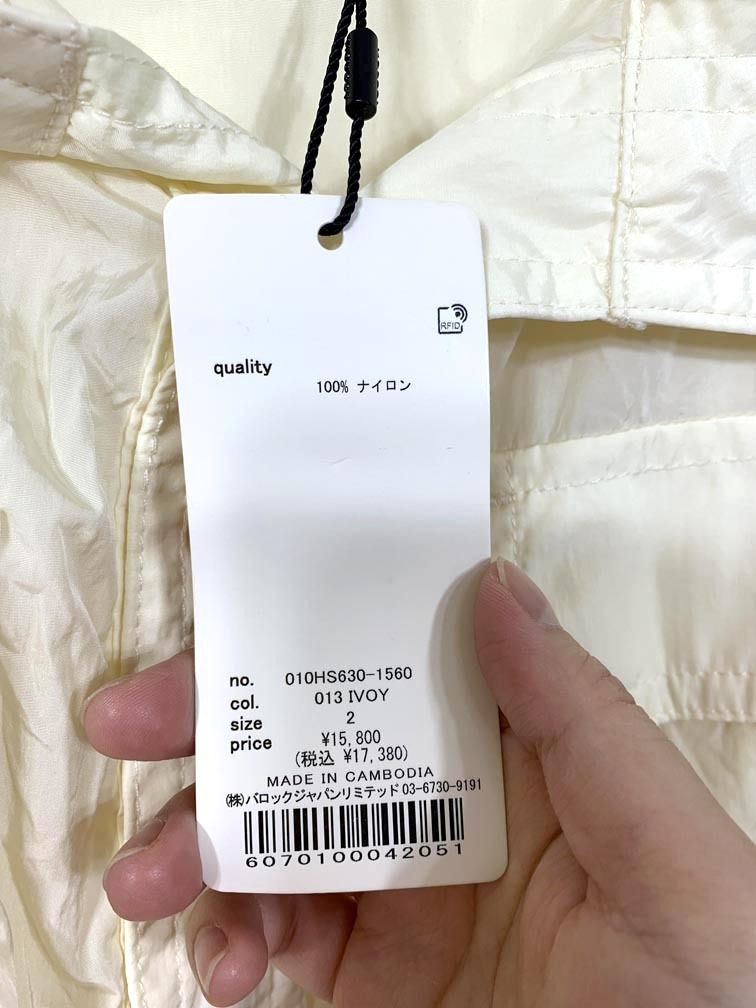 RFID
quality
100% ナイロン
no. 010HS630-1560
col. 013 IVOY
size 2
price ¥15,800
(税込 ¥17,380)
MADE IN CAMBODIA
㈱バロックジャパンリミテッド 03-6730-9191
6070100042051